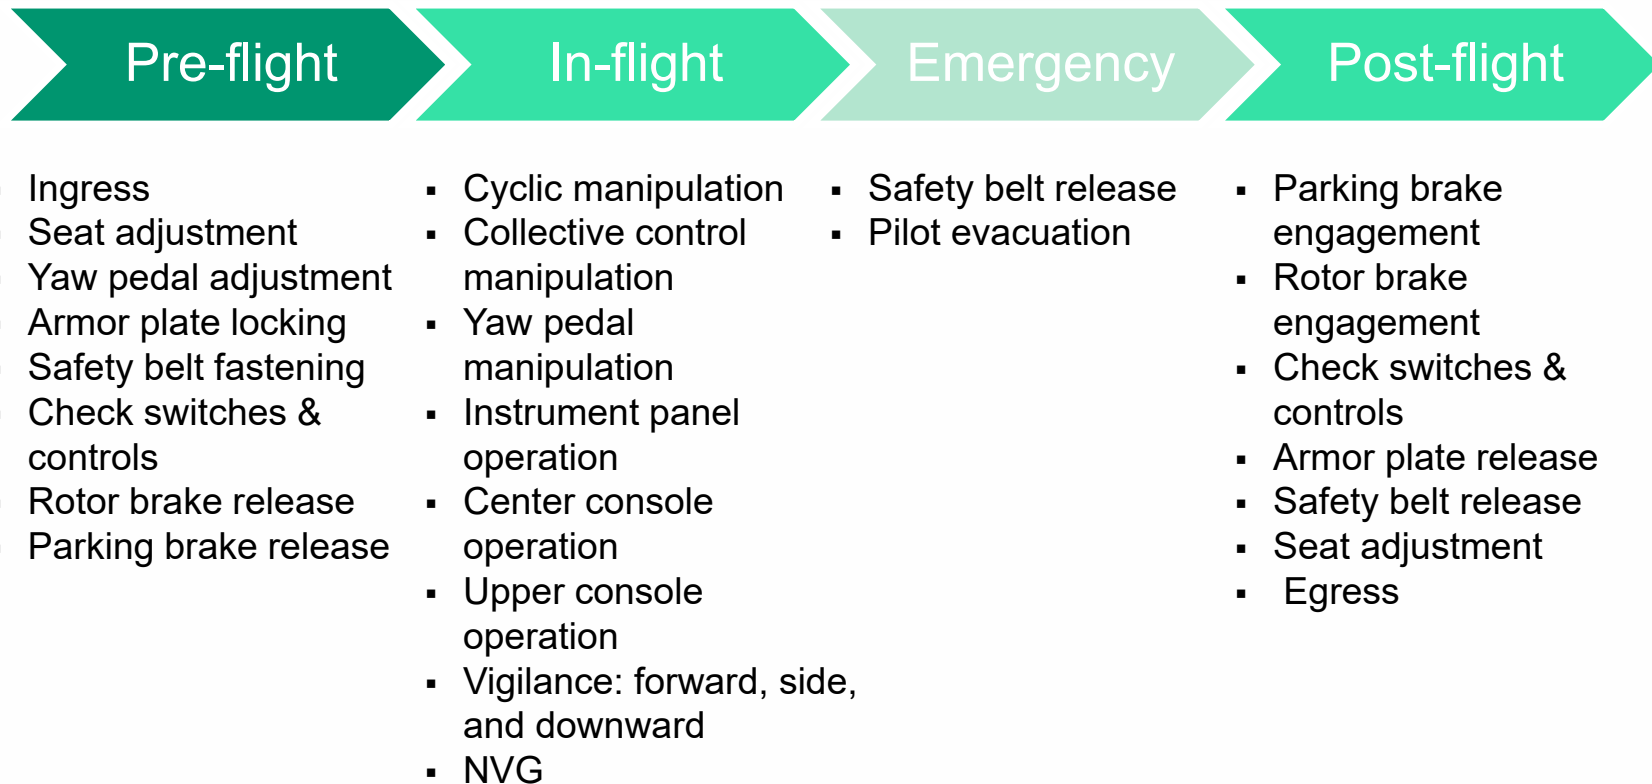 Pre-flight
In-flight
Emergency
Post-flight
Ingress
Seat adjustment
Yaw pedal adjustment
Armor plate locking
Safety belt fastening
Check switches &
controls
Rotor brake release
Parking brake release
▪ Cyclic manipulation
▪ Collective control
manipulation
▪ Yaw pedal
manipulation
▪ Instrument panel
operation
▪ Center console
operation
▪ Upper console
operation
▪ Vigilance: forward, side,
and downward
▪ NVG
▪ Safety belt release
▪ Pilot evacuation
▪ Parking brake
engagement
▪ Rotor brake
engagement
▪ Check switches &
controls
▪ Armor plate release
▪ Safety belt release
▪ Seat adjustment
▪ Egress